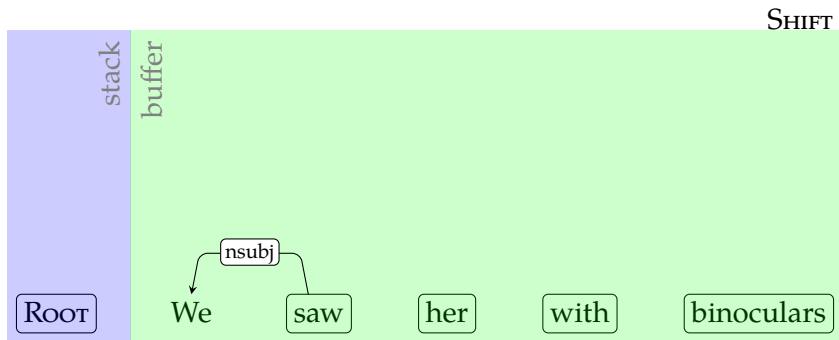 SHIFT
stack
buffer
nsubj
ROOT We saw her with binoculars